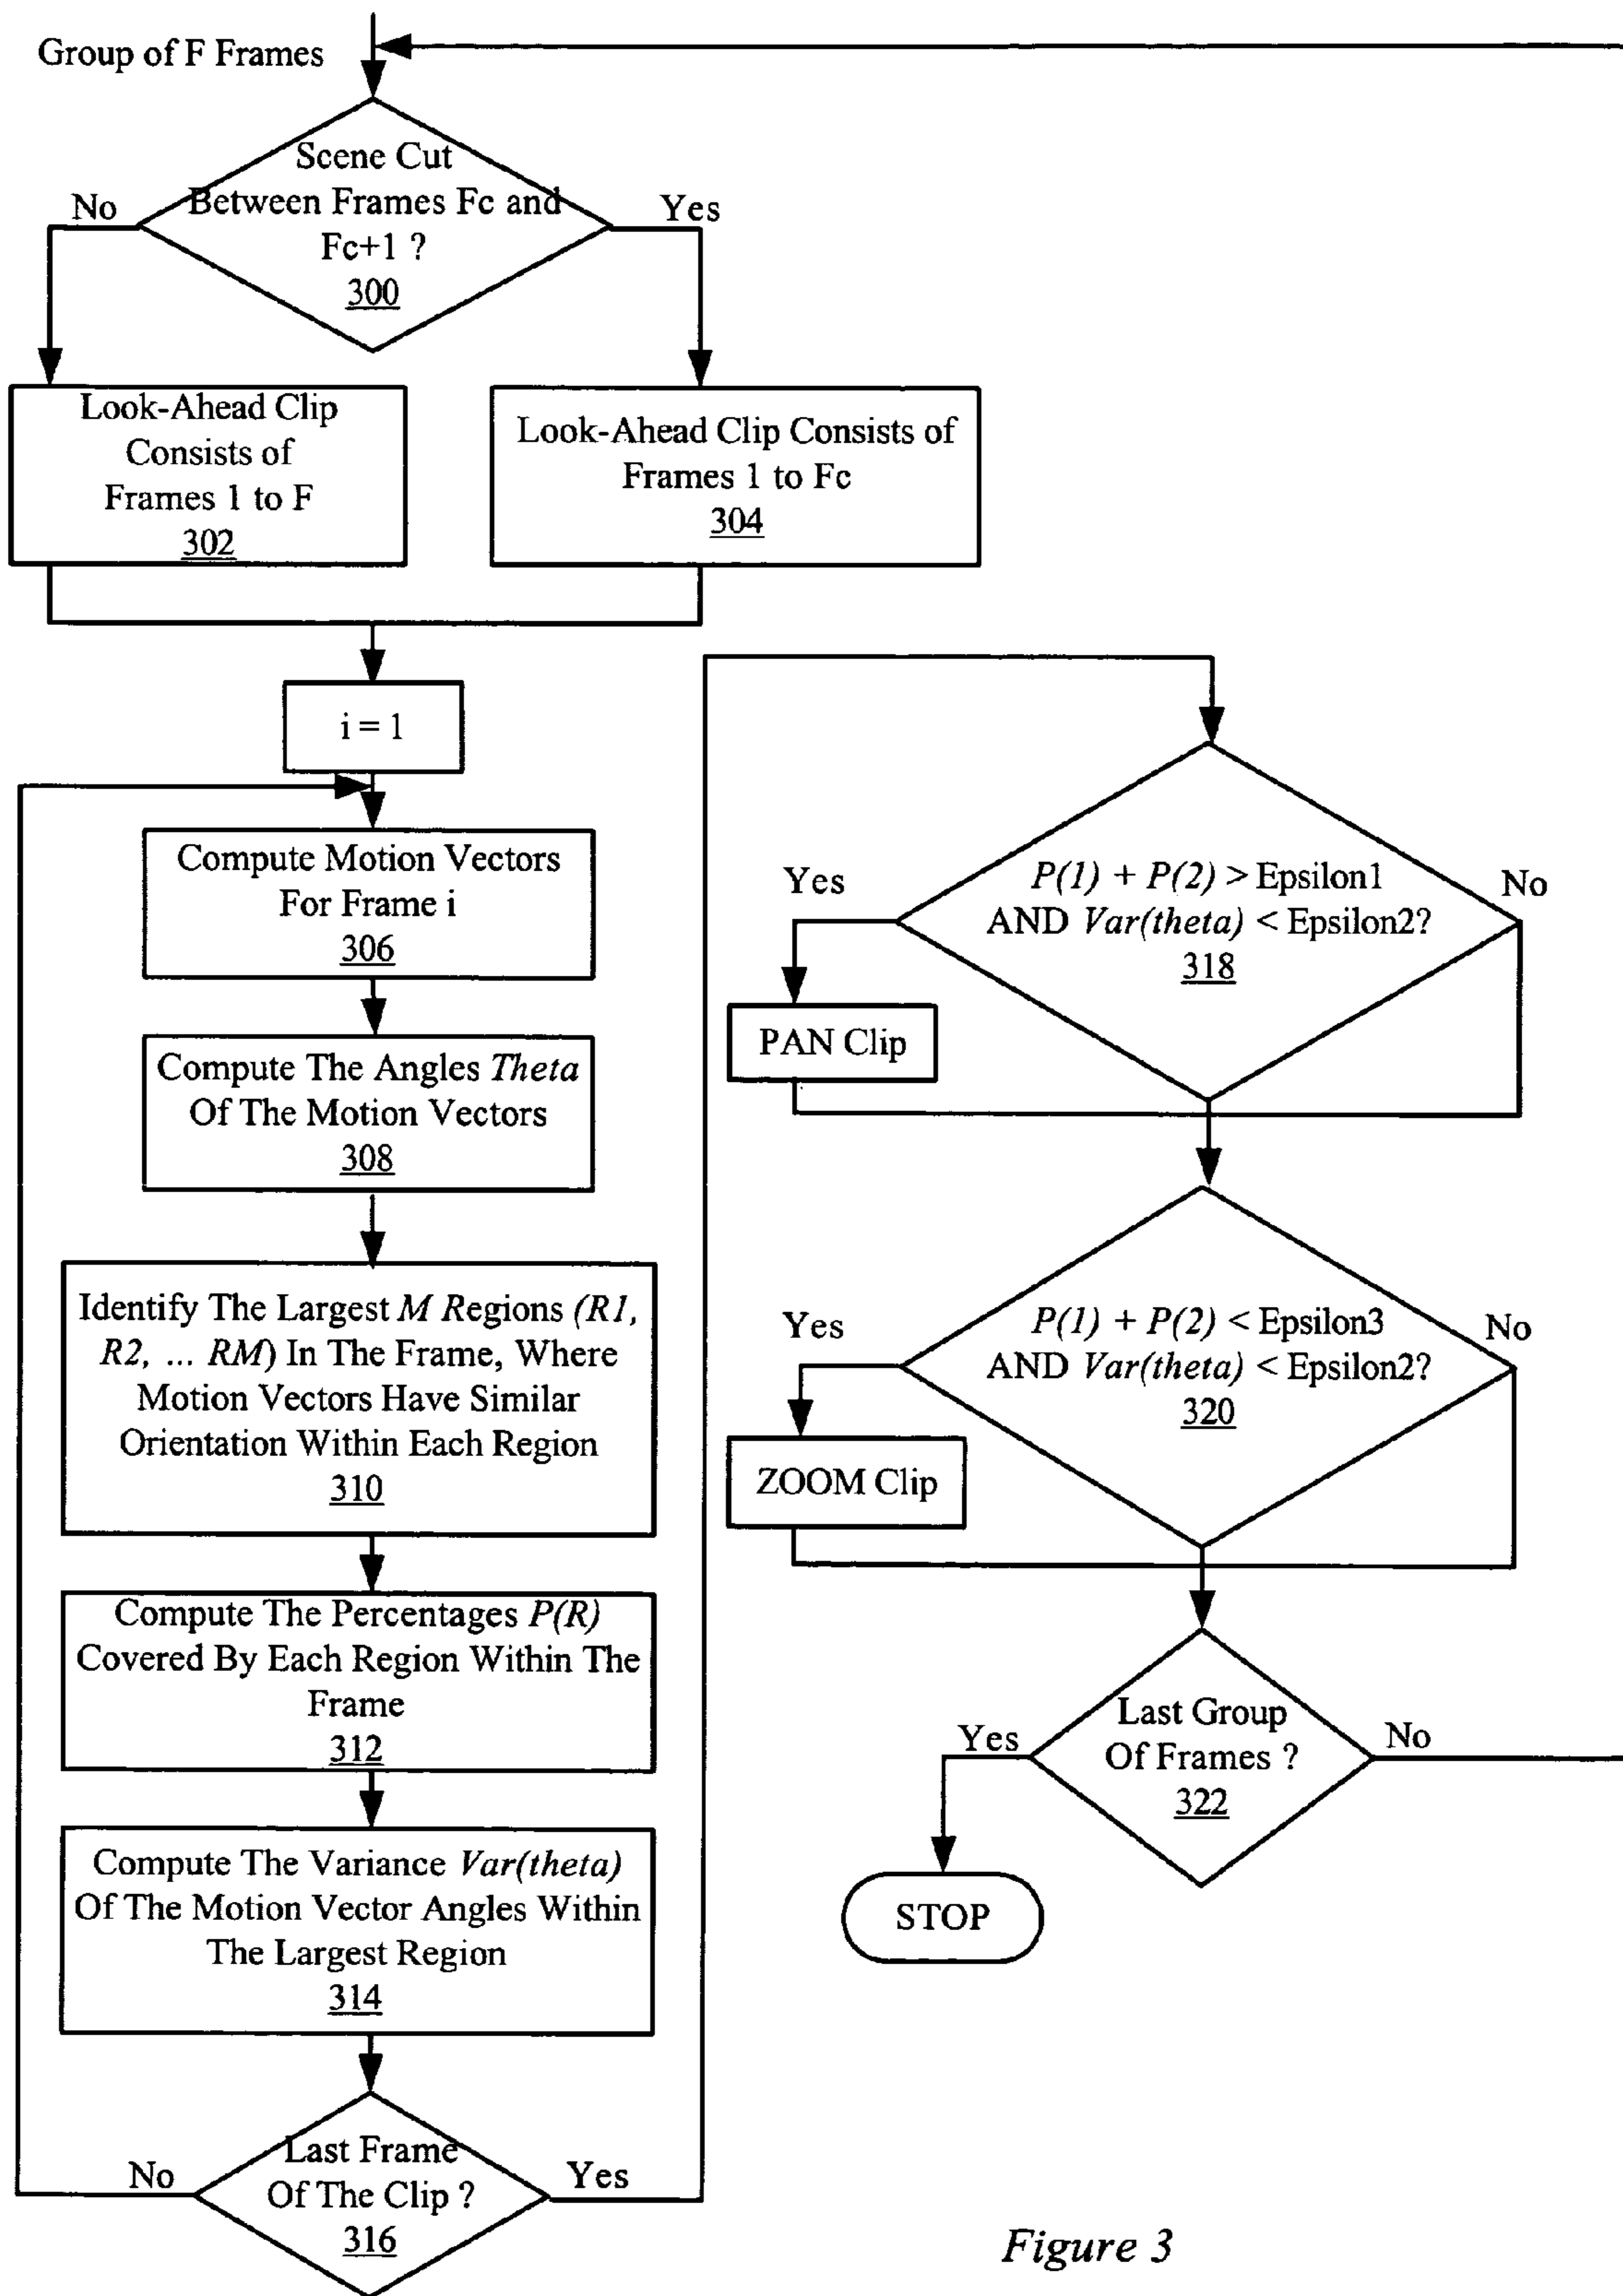 Group of F Frames
Scene Cut
Between Frames Fc and
Fc+1 ?
300
No
Yes
Look-Ahead Clip
Consists of
Frames 1 to F
302
Look-Ahead Clip Consists of
Frames 1 to Fc
304
i = 1
Compute Motion Vectors
For Frame i
306
Compute The Angles Theta
Of The Motion Vectors
308
Identify The Largest M Regions (R1,
R2, ... RM) In The Frame, Where
Motion Vectors Have Similar
Orientation Within Each Region
310
Compute The Percentages P(R)
Covered By Each Region Within The
Frame
312
Compute The Variance Var(theta)
Of The Motion Vector Angles Within
The Largest Region
314
Last Frame
Of The Clip ?
316
No
Yes
P(1) + P(2) > Epsilon1
AND Var(theta) < Epsilon2?
318
Yes
No
PAN Clip
P(1) + P(2) < Epsilon3
AND Var(theta) < Epsilon2?
320
Yes
No
ZOOM Clip
Last Group
Of Frames ?
322
Yes
No
STOP
Figure 3